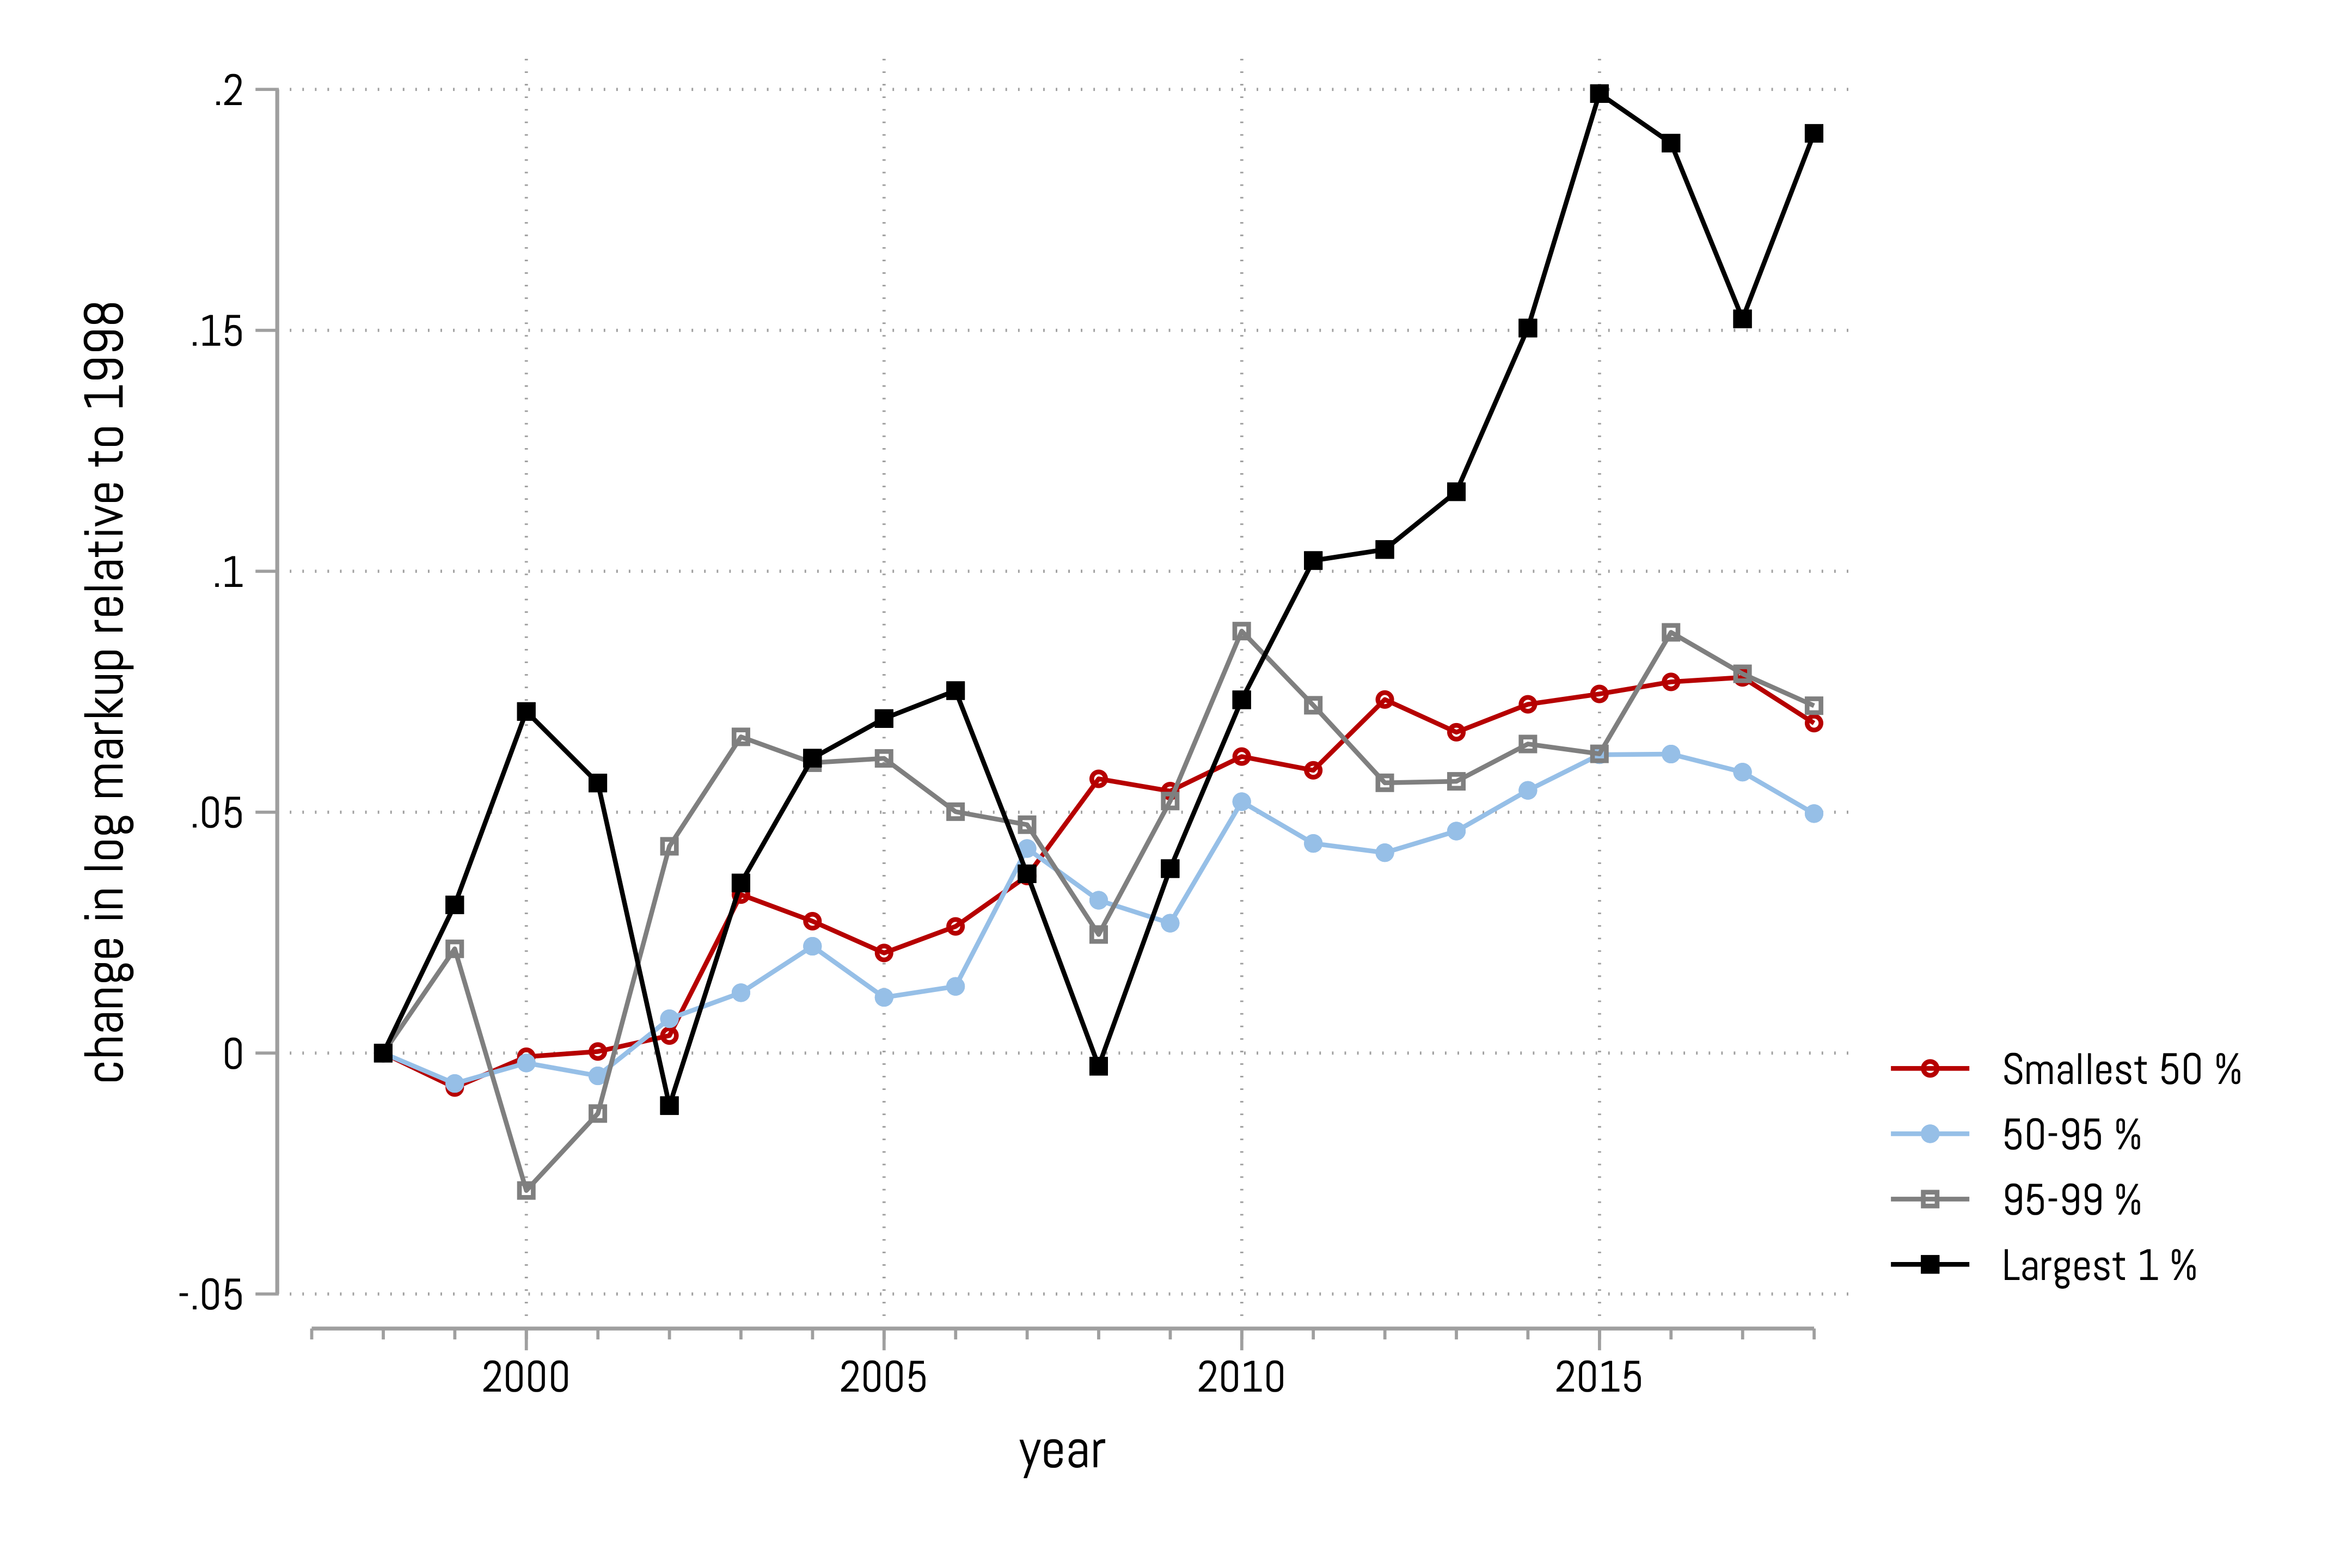 change in log markup relative to 1998
.2
.15
.1
.05
0
-.05
2000 2005 2010 2015
year
Smallest 50 %
50-95 %
95-99 %
Largest 1 %